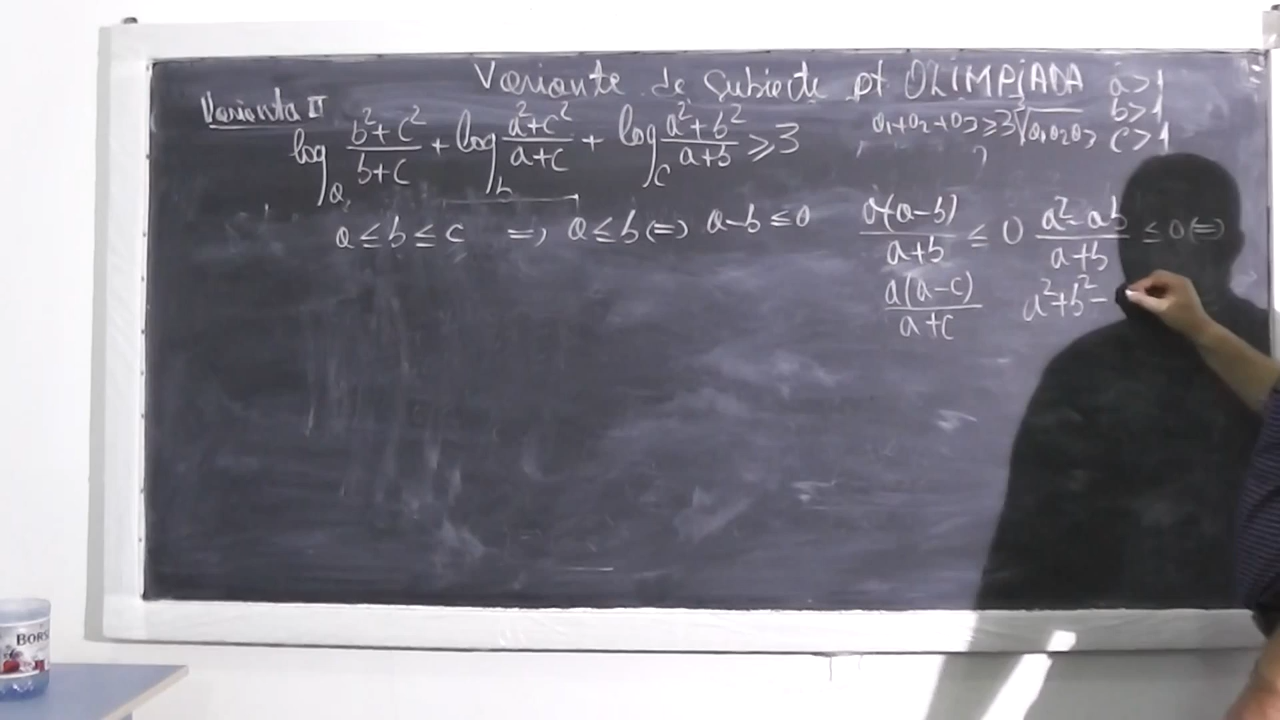 Variante de Subiecte pt OLIMPIADA
Varianta II
a>1
b>1
c>1
a₁+a₂+a₃ ≥ 3∛(a₁a₂a₃)
log_a (b²+c²)/(b+c) + log_b (a²+c²)/(a+c) + log_c (a²+b²)/(a+b) ≥ 3
a ≤ b ≤ c => a ≤ b (=) a-b ≤ 0
a(a-b)/(a+b) ≤ 0 (a²-ab)/(a+b) ≤ 0 (=)
a(a-c)/(a+c) a²+b²-
BORS